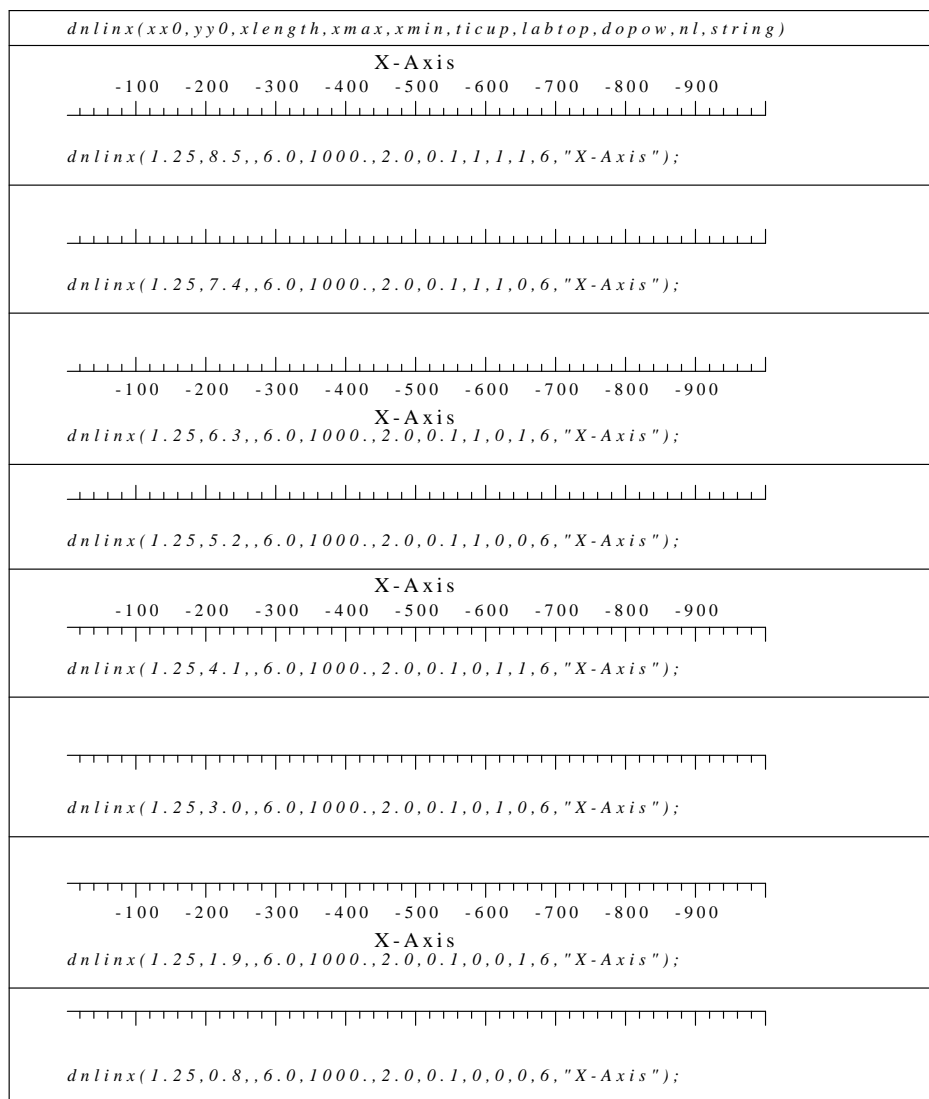 dnlinx(xx0,yy0,xlength,xmax,xmin,ticup,labtop,dopow,nl,string)
X-Axis
-100 -200 -300 -400 -500 -600 -700 -800 -900
dnlinx(1.25,8.5,,6.0,1000.,2.0,0.1,1,1,1,6,"X-Axis");
dnlinx(1.25,7.4,,6.0,1000.,2.0,0.1,1,1,0,6,"X-Axis");
-100 -200 -300 -400 -500 -600 -700 -800 -900
X-Axis
dnlinx(1.25,6.3,,6.0,1000.,2.0,0.1,1,0,1,6,"X-Axis");
dnlinx(1.25,5.2,,6.0,1000.,2.0,0.1,1,0,0,6,"X-Axis");
X-Axis
-100 -200 -300 -400 -500 -600 -700 -800 -900
dnlinx(1.25,4.1,,6.0,1000.,2.0,0.1,0,1,1,6,"X-Axis");
dnlinx(1.25,3.0,,6.0,1000.,2.0,0.1,0,1,0,6,"X-Axis");
-100 -200 -300 -400 -500 -600 -700 -800 -900
X-Axis
dnlinx(1.25,1.9,,6.0,1000.,2.0,0.1,0,0,1,6,"X-Axis");
dnlinx(1.25,0.8,,6.0,1000.,2.0,0.1,0,0,0,6,"X-Axis");